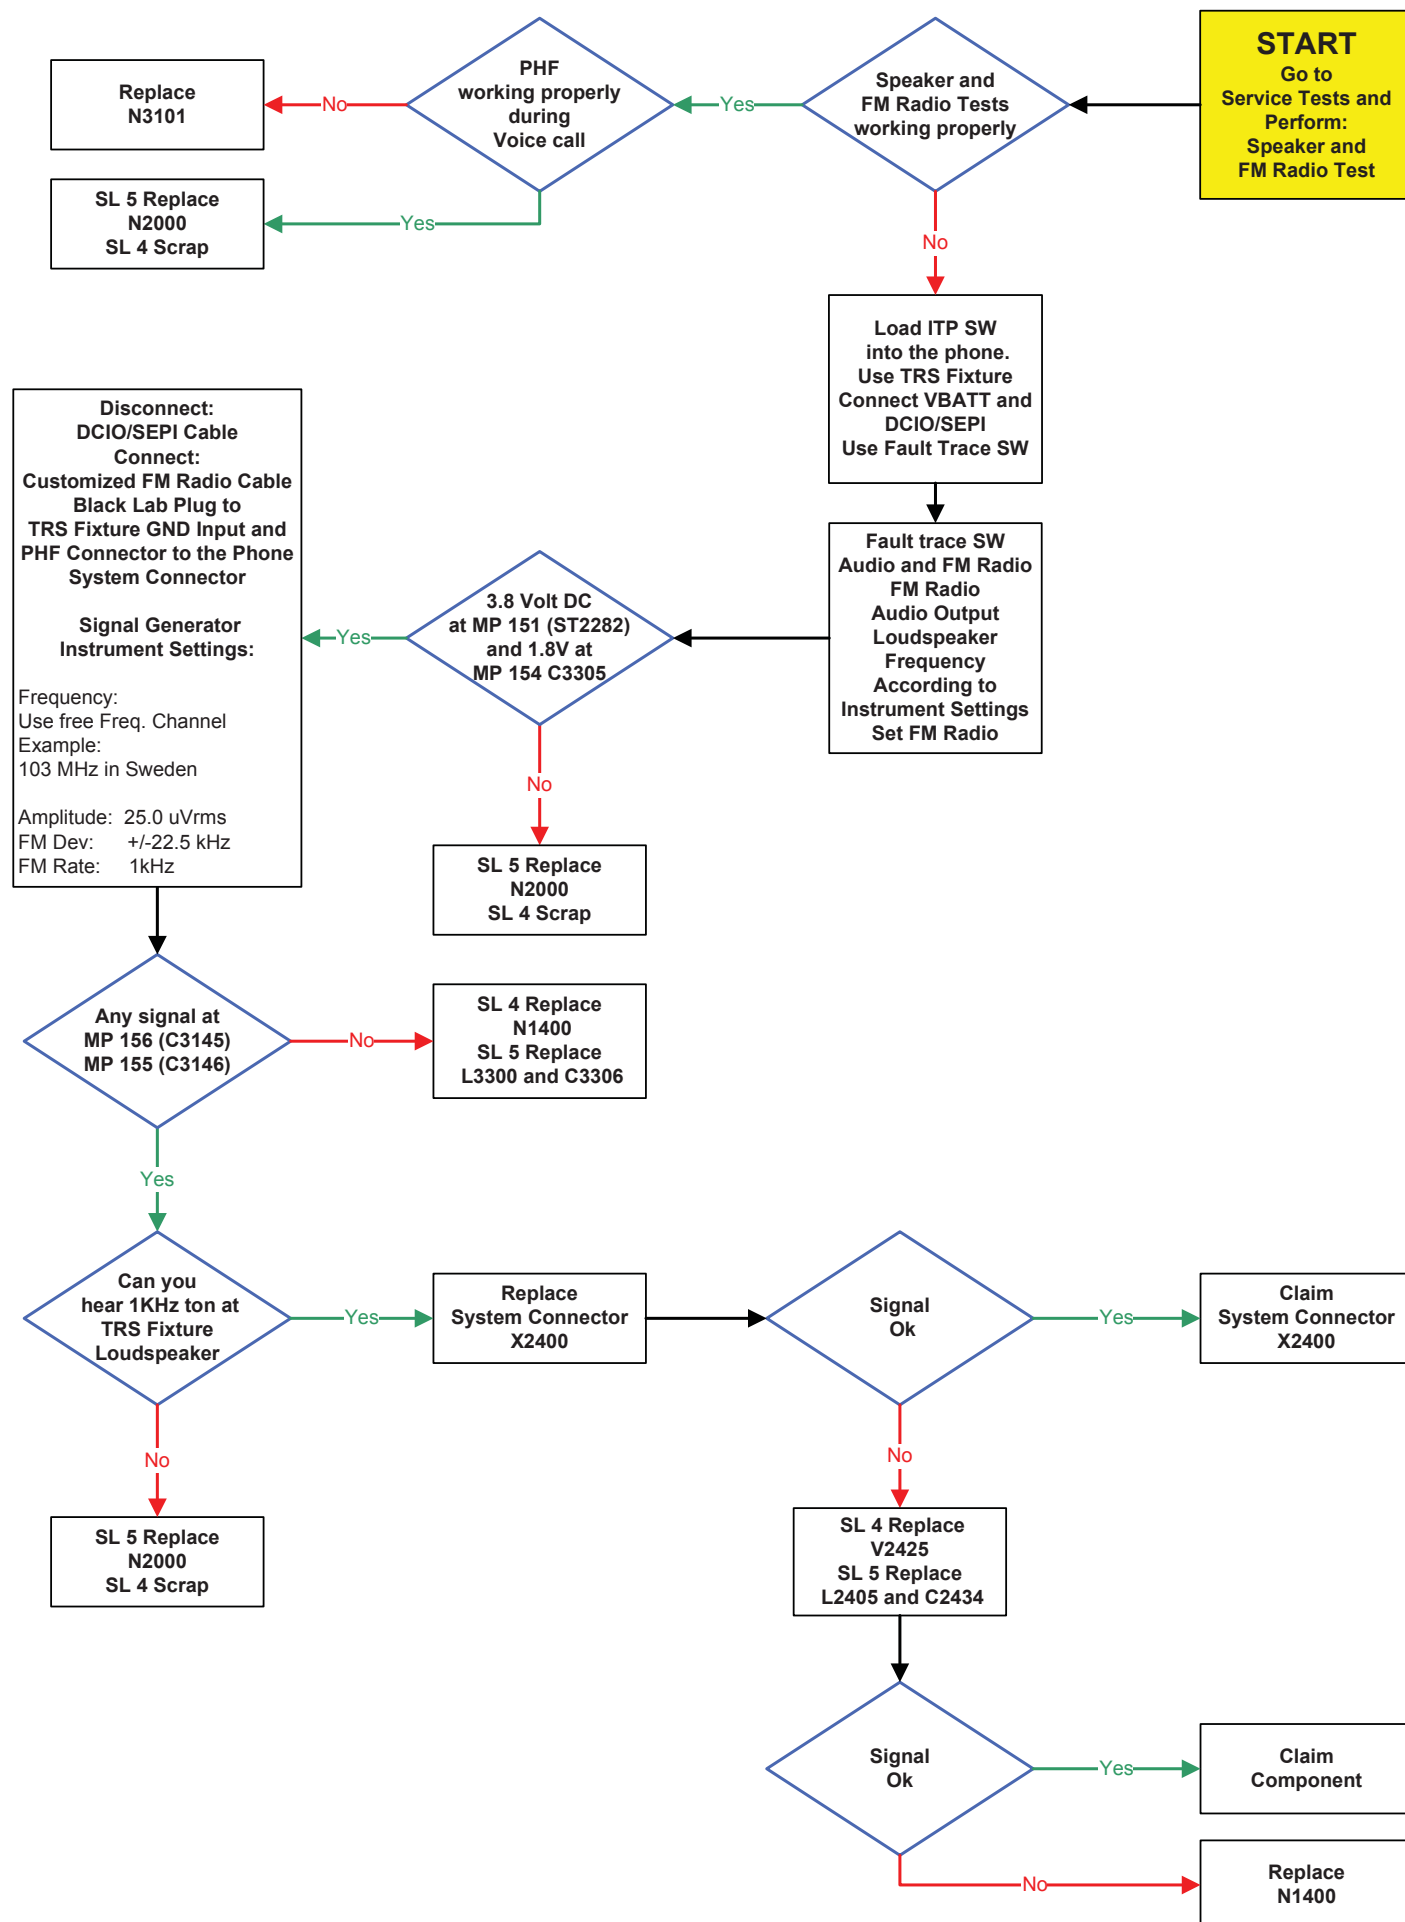 START
Go to
Service Tests and
Perform:
Speaker and
FM Radio Test
Speaker and
FM Radio Tests
working properly
Yes
PHF
working properly
during
Voice call
No
Replace
N3101
Yes
SL 5 Replace
N2000
SL 4 Scrap
No
Load ITP SW
into the phone.
Use TRS Fixture
Connect VBATT and
DCIO/SEPI
Use Fault Trace SW
Fault trace SW
Audio and FM Radio
FM Radio
Audio Output
Loudspeaker
Frequency
According to
Instrument Settings
Set FM Radio
3.8 Volt DC
at MP 151 (ST2282)
and 1.8V at
MP 154 C3305
Yes
No
SL 5 Replace
N2000
SL 4 Scrap
Disconnect:
DCIO/SEPI Cable
Connect:
Customized FM Radio Cable
Black Lab Plug to
TRS Fixture GND Input and
PHF Connector to the Phone
System Connector
Signal Generator
Instrument Settings:
Frequency:
Use free Freq. Channel
Example:
103 MHz in Sweden
Amplitude: 25.0 uVrms
FM Dev: +/-22.5 kHz
FM Rate: 1kHz
Any signal at
MP 156 (C3145)
MP 155 (C3146)
No
SL 4 Replace
N1400
SL 5 Replace
L3300 and C3306
Yes
Can you
hear 1KHz ton at
TRS Fixture
Loudspeaker
Yes
Replace
System Connector
X2400
Signal
Ok
Yes
Claim
System Connector
X2400
No
SL 5 Replace
N2000
SL 4 Scrap
No
SL 4 Replace
V2425
SL 5 Replace
L2405 and C2434
Signal
Ok
Yes
Claim
Component
No
Replace
N1400